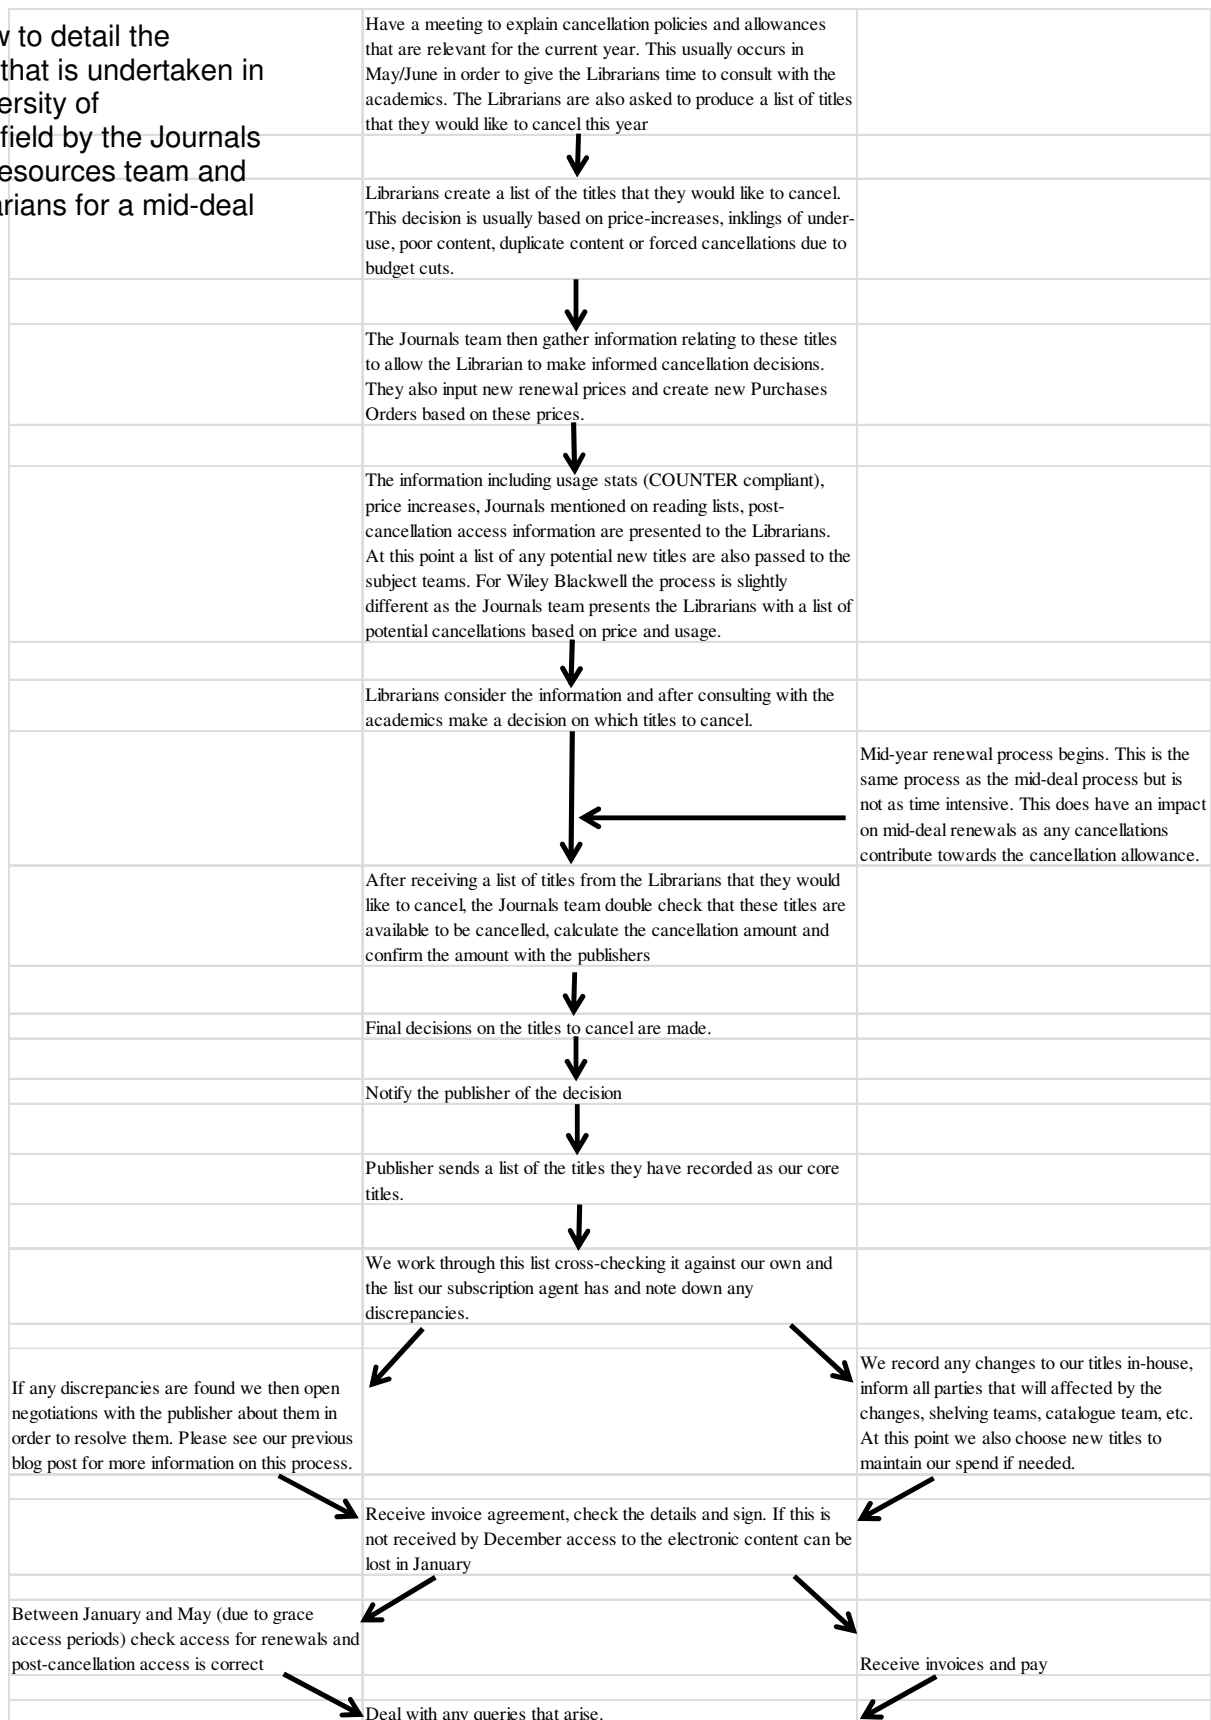 w to detail the
that is undertaken in
ersity of
field by the Journals
esources team and
arians for a mid-deal
Have a meeting to explain cancellation policies and allowances
that are relevant for the current year. This usually occurs in
May/June in order to give the Librarians time to consult with the
academics. The Librarians are also asked to produce a list of titles
that they would like to cancel this year
Librarians create a list of the titles that they would like to cancel.
This decision is usually based on price-increases, inklings of under-
use, poor content, duplicate content or forced cancellations due to
budget cuts.
The Journals team then gather information relating to these titles
to allow the Librarian to make informed cancellation decisions.
They also input new renewal prices and create new Purchases
Orders based on these prices.
The information including usage stats (COUNTER compliant),
price increases, Journals mentioned on reading lists, post-
cancellation access information are presented to the Librarians.
At this point a list of any potential new titles are also passed to the
subject teams. For Wiley Blackwell the process is slightly
different as the Journals team presents the Librarians with a list of
potential cancellations based on price and usage.
Librarians consider the information and after consulting with the
academics make a decision on which titles to cancel.
Mid-year renewal process begins. This is the
same process as the mid-deal process but is
not as time intensive. This does have an impact
on mid-deal renewals as any cancellations
contribute towards the cancellation allowance.
After receiving a list of titles from the Librarians that they would
like to cancel, the Journals team double check that these titles are
available to be cancelled, calculate the cancellation amount and
confirm the amount with the publishers
Final decisions on the titles to cancel are made.
Notify the publisher of the decision
Publisher sends a list of the titles they have recorded as our core
titles.
We work through this list cross-checking it against our own and
the list our subscription agent has and note down any
discrepancies.
If any discrepancies are found we then open
negotiations with the publisher about them in
order to resolve them. Please see our previous
blog post for more information on this process.
We record any changes to our titles in-house,
inform all parties that will affected by the
changes, shelving teams, catalogue team, etc.
At this point we also choose new titles to
maintain our spend if needed.
Receive invoice agreement, check the details and sign. If this is
not received by December access to the electronic content can be
lost in January
Between January and May (due to grace
access periods) check access for renewals and
post-cancellation access is correct
Receive invoices and pay
Deal with any queries that arise.